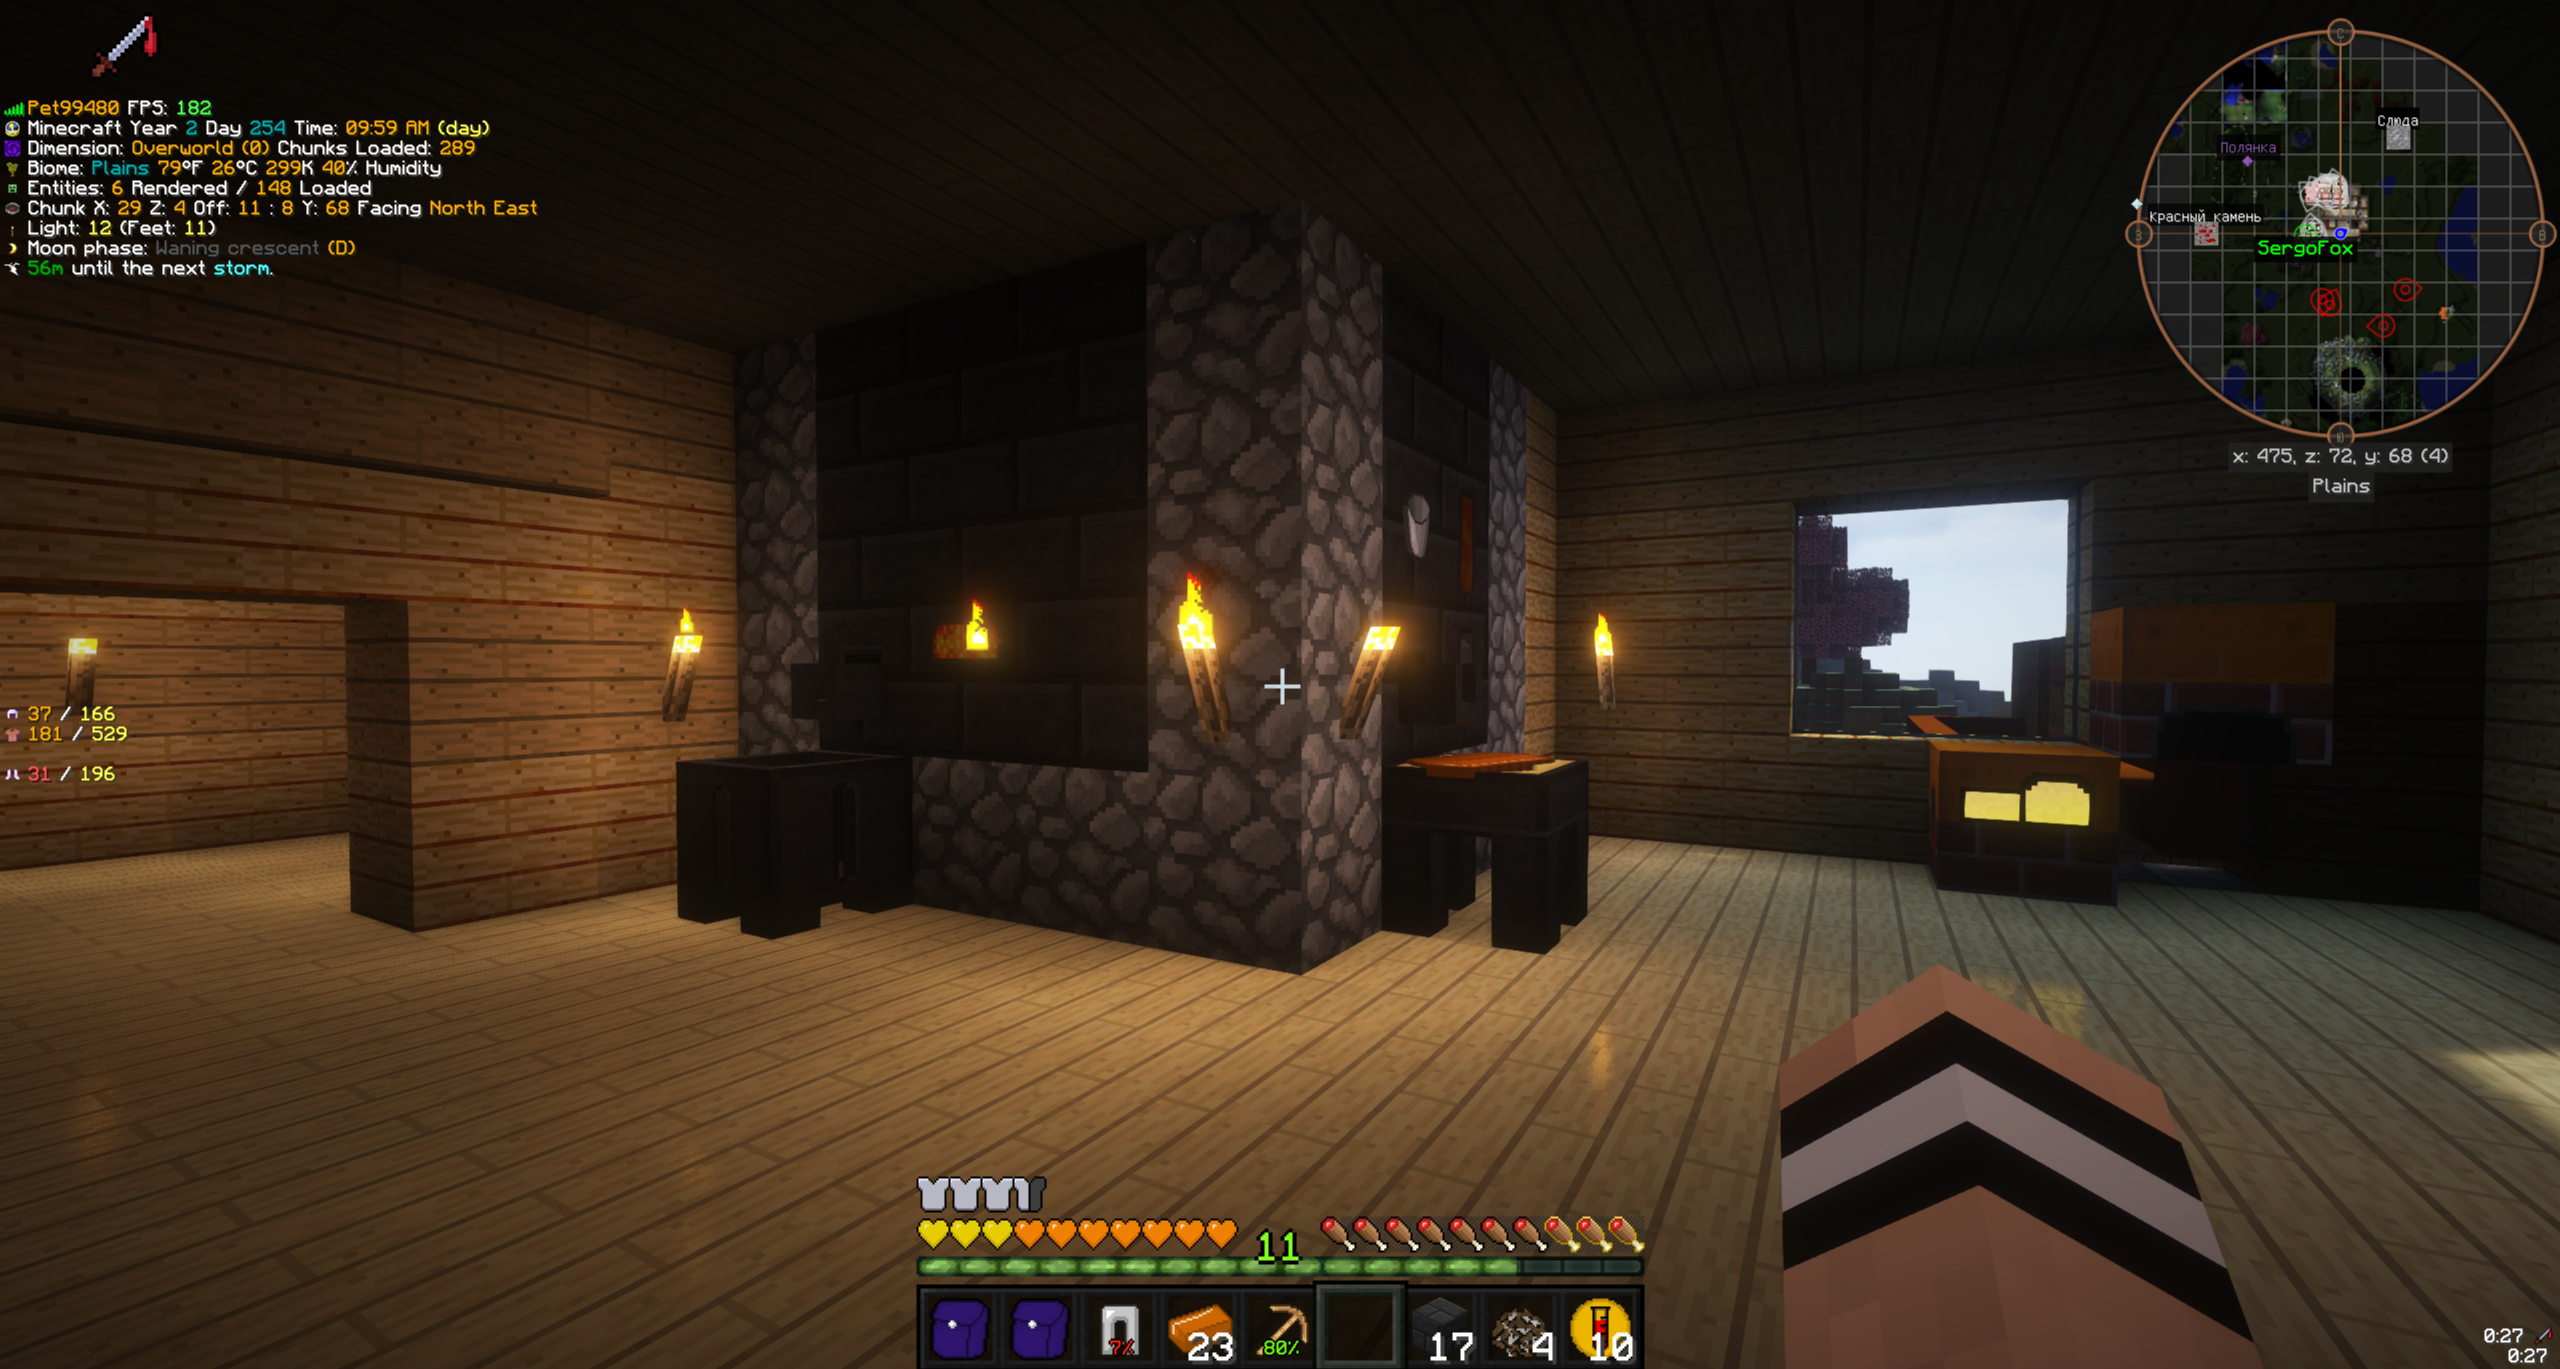 Pet99480 FPS: 182
Minecraft Year 2 Day 254 Time: 09:59 AM (day)
Dimension: Overworld (0) Chunks Loaded: 289
Biome: Plains 79°F 26°C 299K 40% Humidity
Entities: 6 Rendered / 148 Loaded
Chunk X: 29 Z: 4 Off: 11 : 8 Y: 68 Facing North East
Light: 12 (Feet: 11)
Moon phase: Waning crescent (D)
56m until the next storm.
С
Слюда
Полянка
Красный камень
З
В
SergoFox
Ю
x: 475, z: 72, y: 68 (4)
Plains
37 / 166
181 / 529
31 / 196
11
7%
23
80%
17
4
10
0:27
0:27